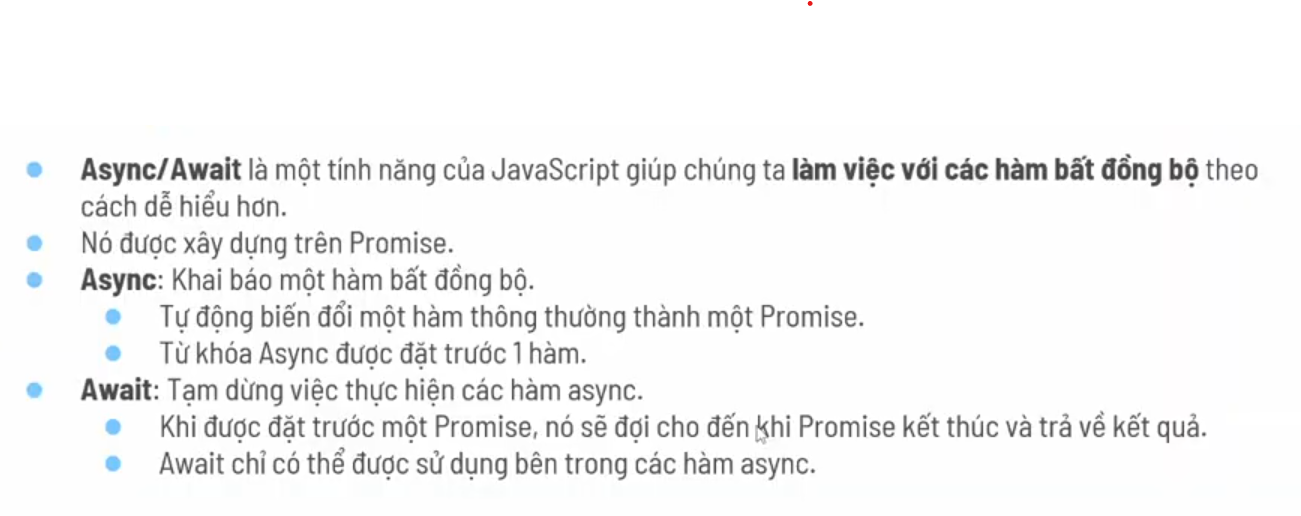 Async/Await là một tính năng của JavaScript giúp chúng ta làm việc với các hàm bất đồng bộ theo
cách dễ hiểu hơn.
Nó được xây dựng trên Promise.
Async: Khai báo một hàm bất đồng bộ.
Tự động biến đổi một hàm thông thường thành một Promise.
Từ khóa Async được đặt trước 1 hàm.
Await: Tạm dừng việc thực hiện các hàm async.
Khi được đặt trước một Promise, nó sẽ đợi cho đến khi Promise kết thúc và trả về kết quả.
Await chỉ có thể được sử dụng bên trong các hàm async.